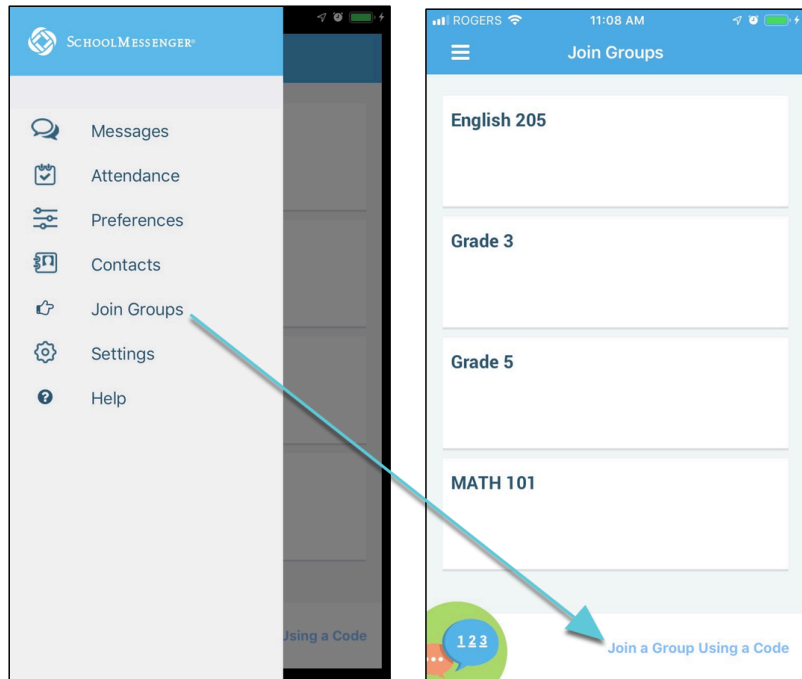 SCHOOLMESSENGER®
Messages
Attendance
Preferences
Contacts
Join Groups
Settings
Help
Using a Code
ROGERS 11:08 AM
Join Groups
English 205
Grade 3
Grade 5
MATH 101
123
Join a Group Using a Code